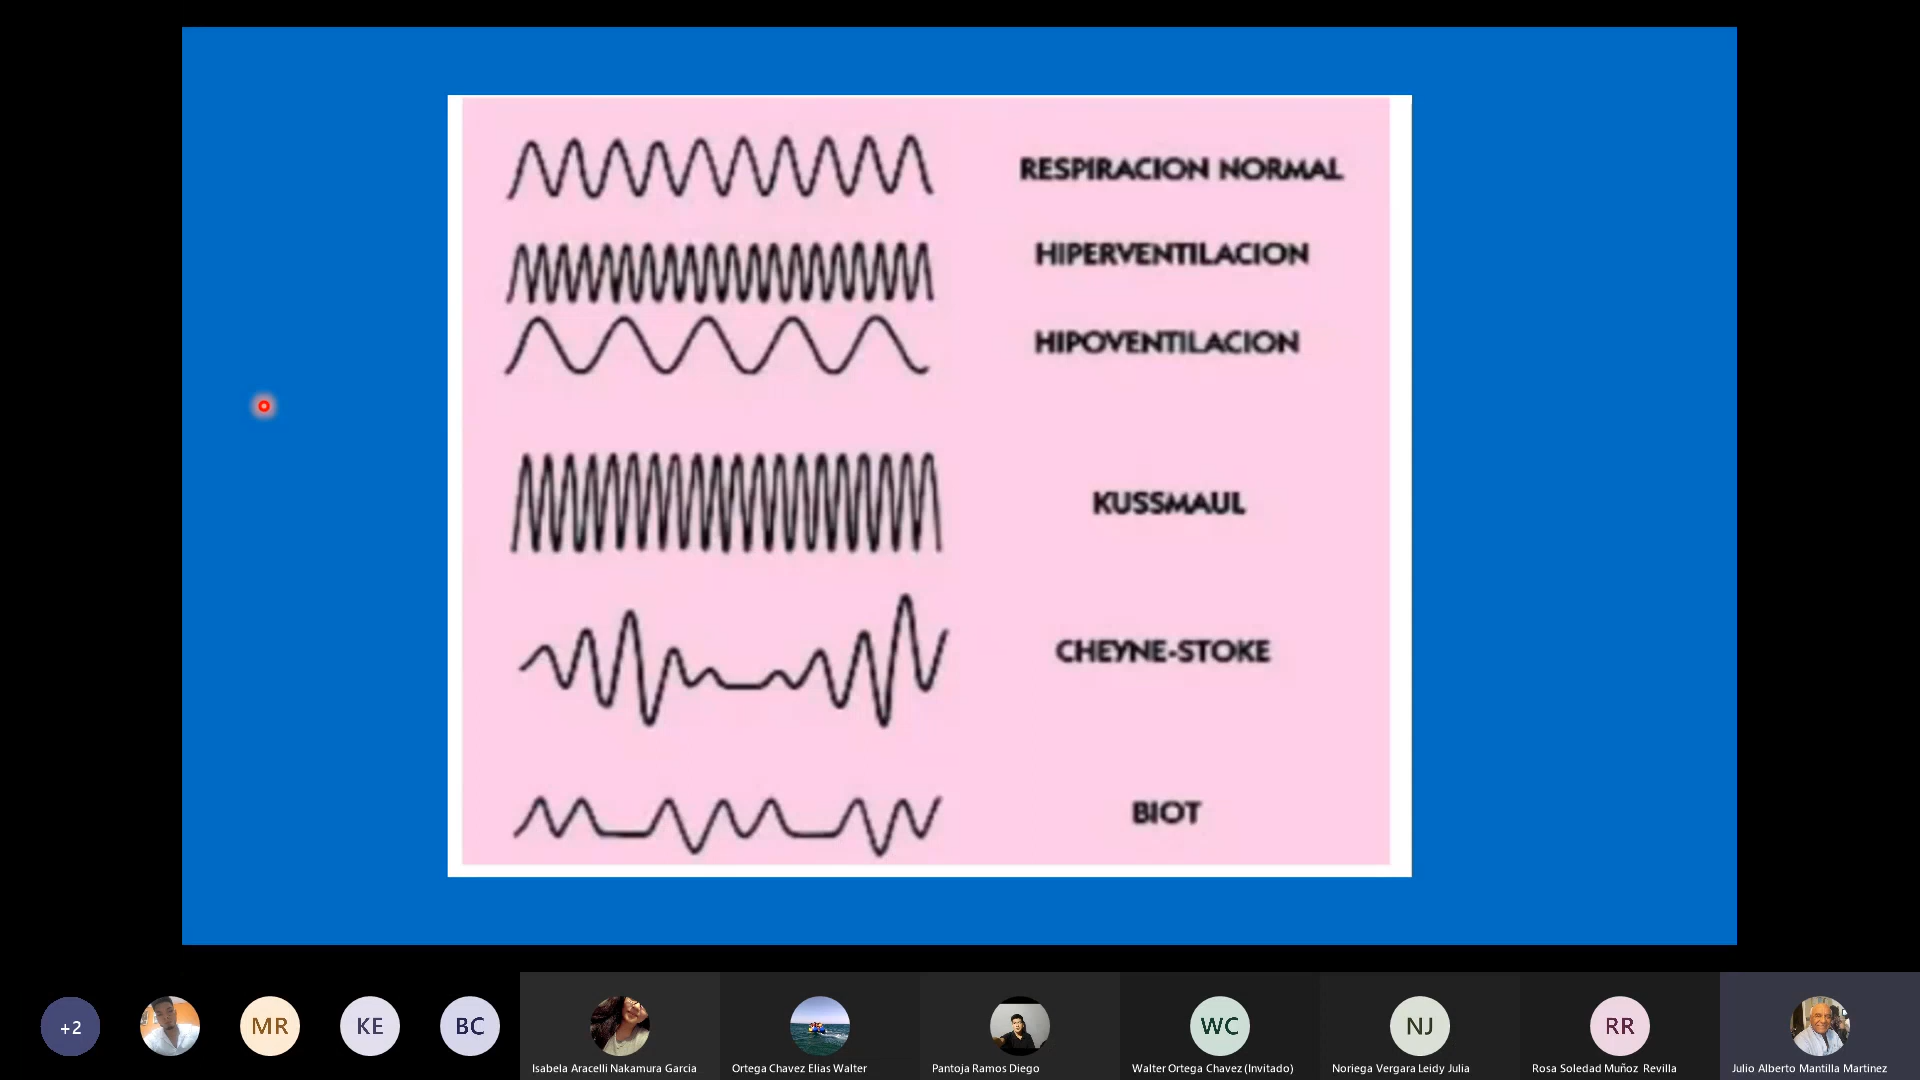 RESPIRACION NORMAL
HIPERVENTILACION
HIPOVENTILACION
KUSSMAUL
CHEYNE-STOKE
BIOT
+2
MR
KE
BC
WC
NJ
RR
Isabela Aracelli Nakamura Garcia
Ortega Chavez Elias Walter
Pantoja Ramos Diego
Walter Ortega Chavez (Invitado)
Noriega Vergara Leidy Julia
Rosa Soledad Muñoz Revilla
Julio Alberto Mantilla Martinez